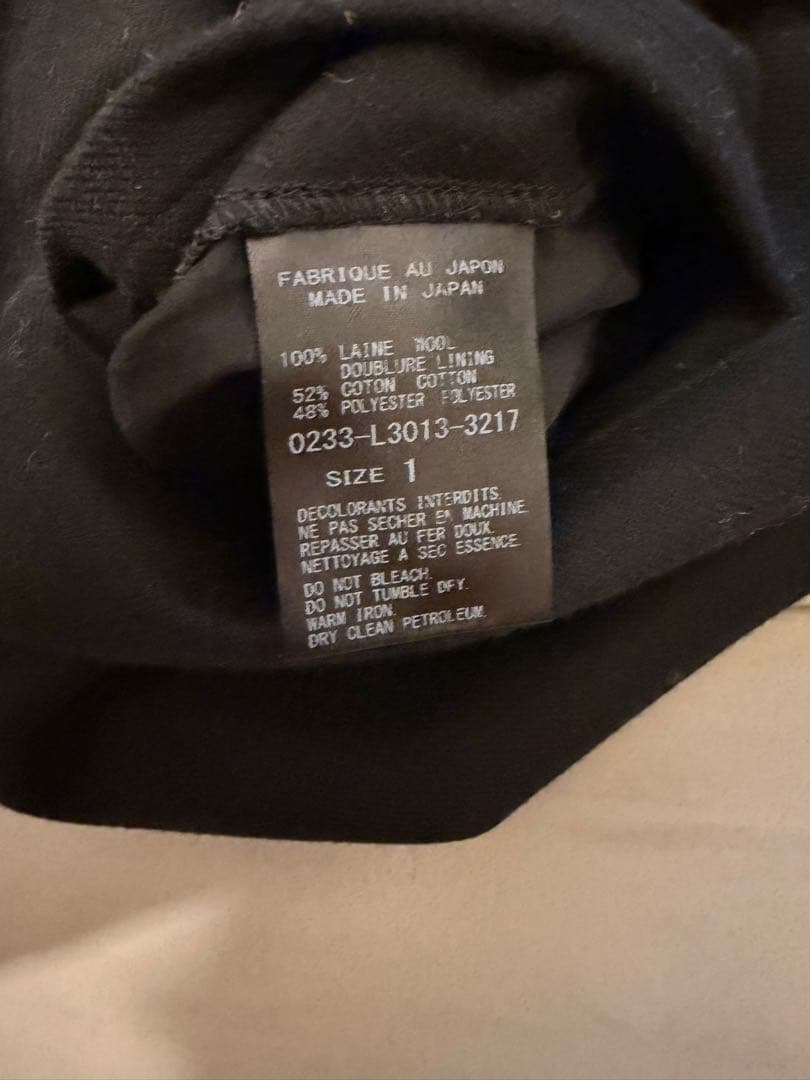 FABRIQUE AU JAPON
MADE IN JAPAN
100% LAINE WOOL
DOUBLURE LINING
52% COTON COTTON
48% POLYESTER POLYESTER
0233-L3013-3217
SIZE 1
DECOLORANTS INTERDITS.
NE PAS SECHER EN MACHINE.
REPASSER AU FER DOUX.
NETTOYAGE A SEC ESSENCE.
DO NOT BLEACH.
DO NOT TUMBLE DRY.
WARM IRON.
DRY CLEAN PETROLEUM.